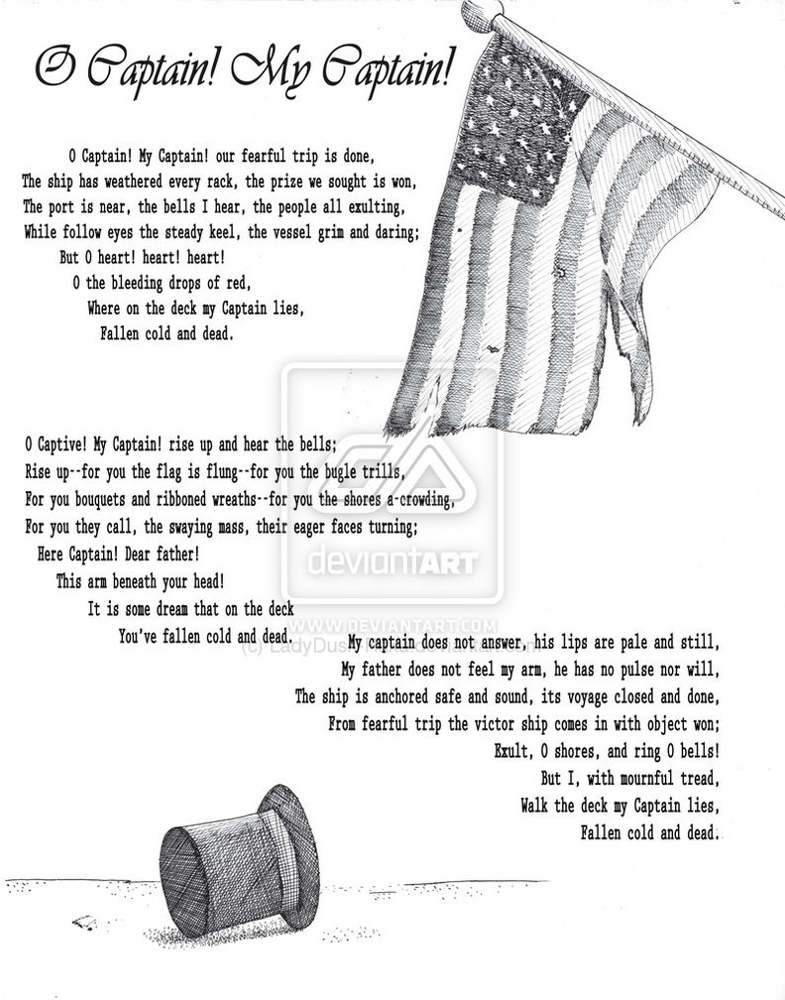 O Captain! My Captain!
O Captain! My Captain! our fearful trip is done,
The ship has weathered every rack, the prize we sought is won,
The port is near, the bells I hear, the people all exulting,
While follow eyes the steady keel, the vessel grim and daring;
But O heart! heart! heart!
O the bleeding drops of red,
Where on the deck my Captain lies,
Fallen cold and dead.
O Captive! My Captain! rise up and hear the bells;
Rise up--for you the flag is flung--for you the bugle trills,
For you bouquets and ribboned wreaths--for you the shores a-crowding,
For you they call, the swaying mass, their eager faces turning;
Here Captain! Dear father!
This arm beneath your head!
It is some dream that on the deck
You've fallen cold and dead.
deviantART
WWW.DEVIANTART.COM
My captain does not answer, his lips are pale and still,
My father does not feel my arm, he has no pulse nor will,
The ship is anchored safe and sound, its voyage closed and done,
From fearful trip the victor ship comes in with object won;
Exult, O shores, and ring O bells!
But I, with mournful tread,
Walk the deck my Captain lies,
Fallen cold and dead.